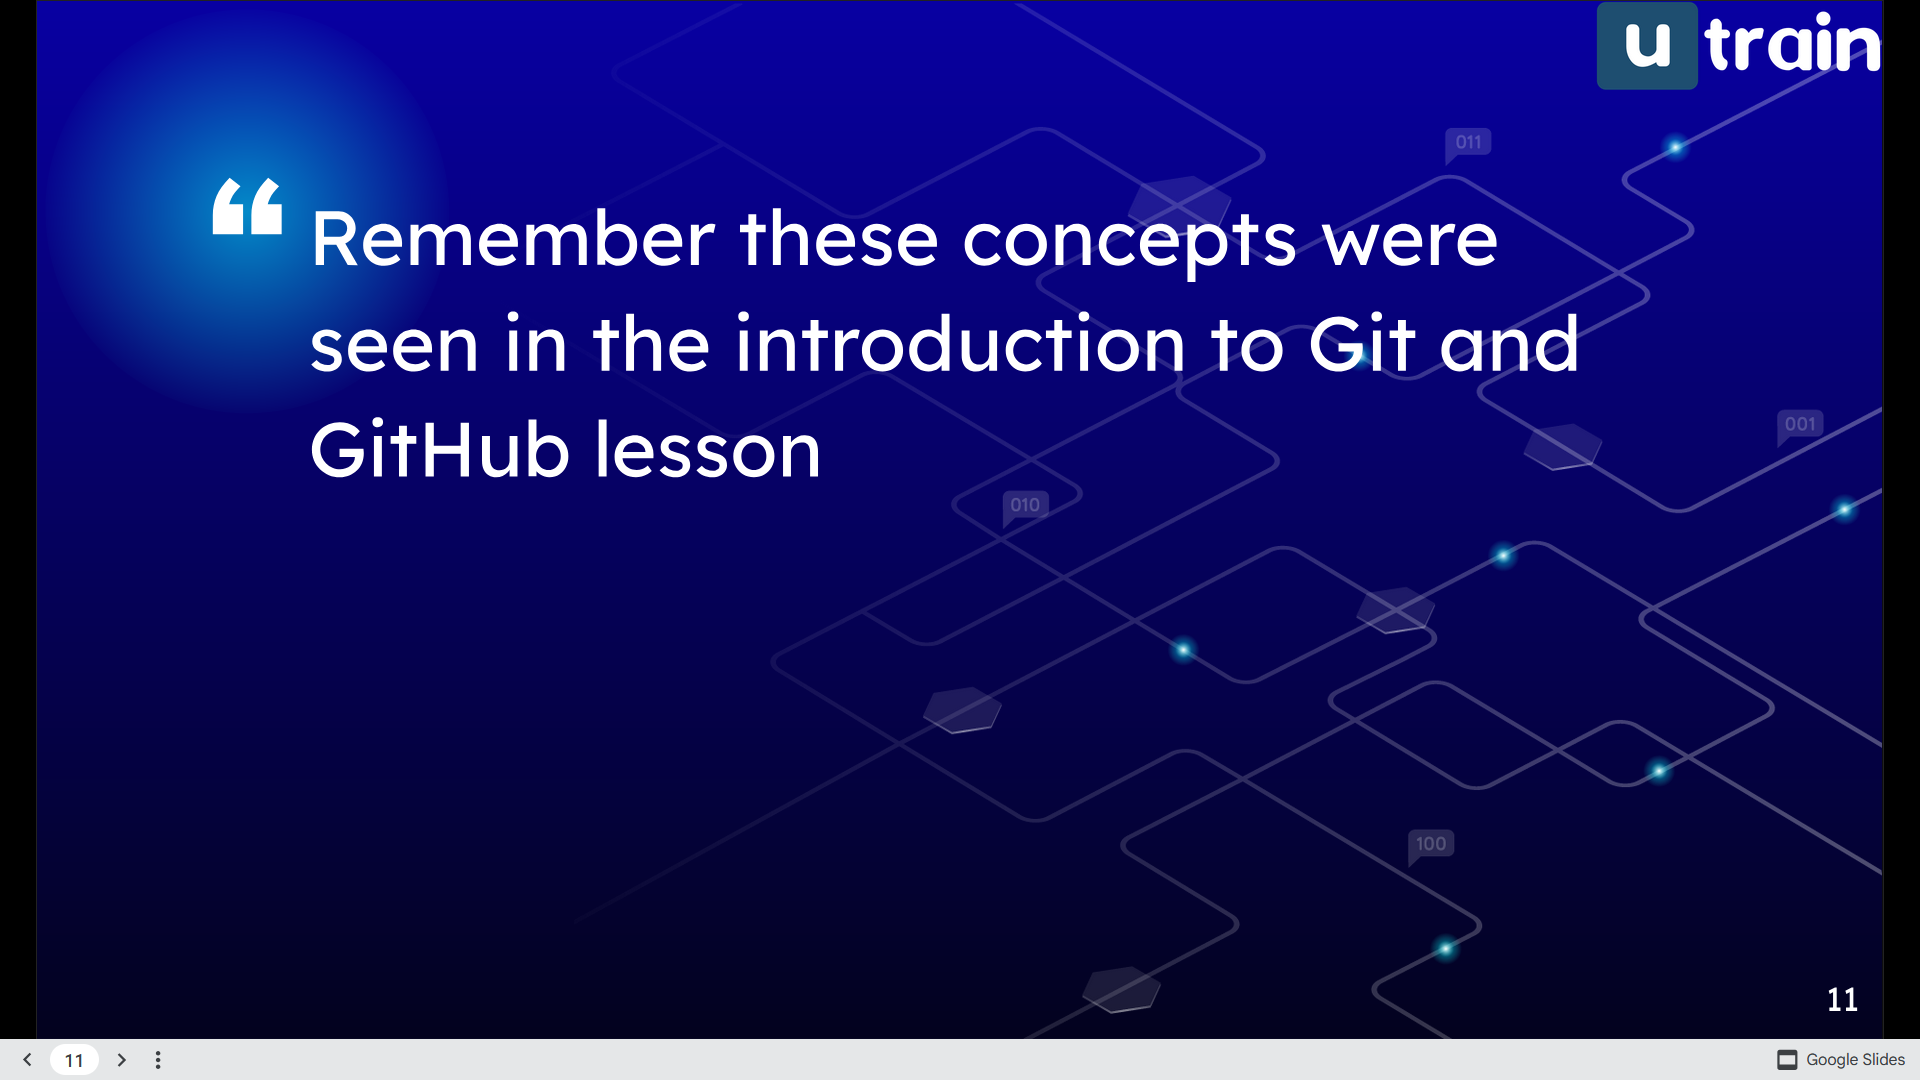 u train
011
“ Remember these concepts were
seen in the introduction to Git and
GitHub lesson
001
010
100
11
11
Google Slides